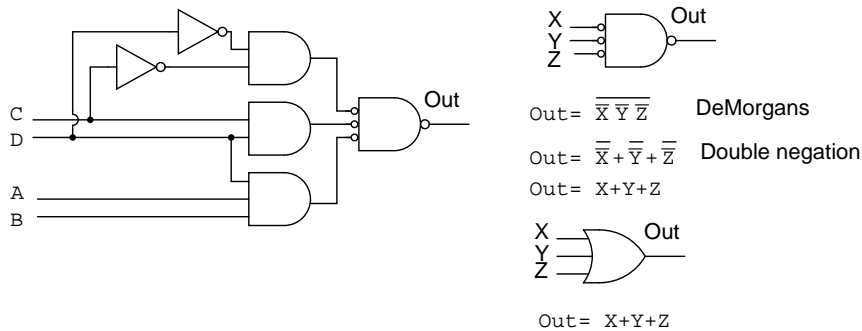 C
D
A
B
Out
X
Y
Z
Out
Out= X̅̅ ̅Y̅̅ ̅Z̅̅ DeMorgans
Out= X̿+Y̿+Z̿ Double negation
Out= X+Y+Z
X
Y
Z
Out
Out= X+Y+Z